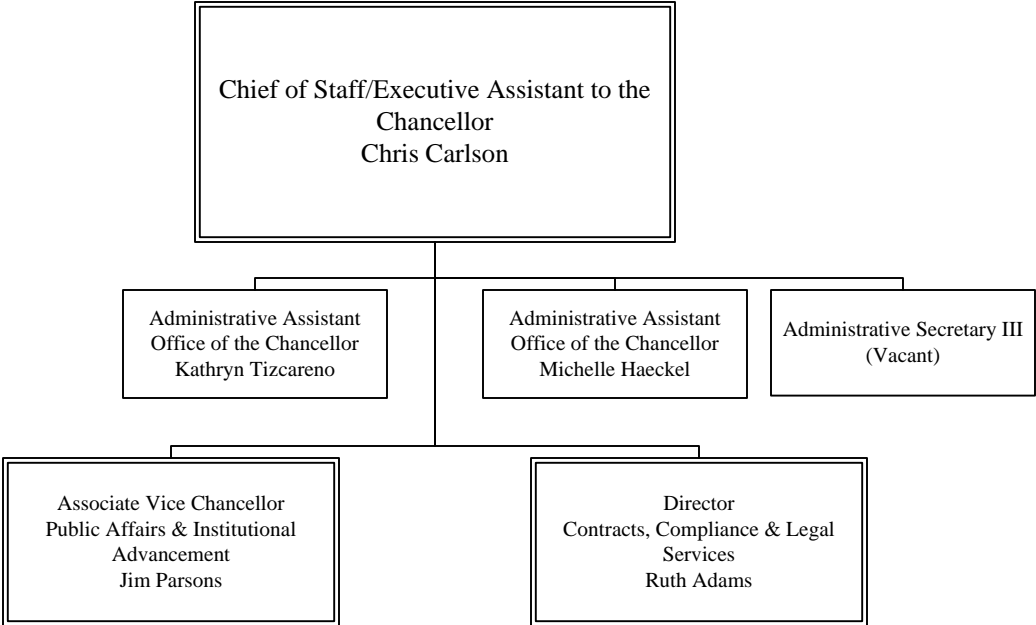 Chief of Staff/Executive Assistant to the
Chancellor
Chris Carlson
Administrative Assistant
Office of the Chancellor
Kathryn Tizcareno
Administrative Assistant
Office of the Chancellor
Michelle Haeckel
Administrative Secretary III
(Vacant)
Associate Vice Chancellor
Public Affairs & Institutional
Advancement
Jim Parsons
Director
Contracts, Compliance & Legal
Services
Ruth Adams